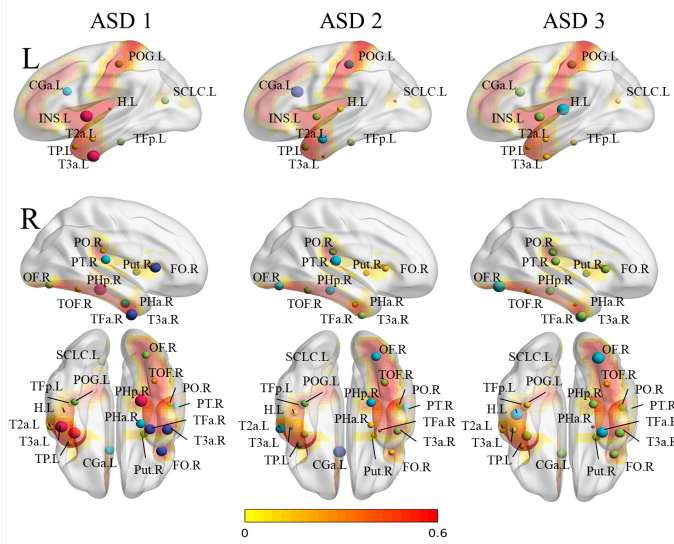 ASD 1 ASD 2 ASD 3
L
POG.L POG.L POG.L
CGa.L SCLC.L CGa.L SCLC.L CGa.L SCLC.L
H.L H.L H.L
INS.L INS.L INS.L
T2a.L T2a.L T2a.L
TP.L TFp.L TP.L TFp.L TP.L TFp.L
T3a.L T3a.L T3a.L
R
PO.R PO.R PO.R
PT.R Put.R FO.R PT.R Put.R FO.R PT.R Put.R FO.R
OF.R PHp.R OF.R PHp.R OF.R PHp.R
TOF.R PHa.R TOF.R PHa.R TOF.R PHa.R
TFa.R T3a.R TFa.R T3a.R TFa.R T3a.R
SCLC.L OF.R SCLC.L OF.R SCLC.L OF.R
POG.L TOF.R POG.L TOF.R POG.L TOF.R
TFp.L PHp.R PO.R TFp.L PHp.R PO.R TFp.L PHp.R PO.R
H.L PT.R H.L PT.R H.L PT.R
T2a.L PHa.R TFa.R T2a.L PHa.R TFa.R T2a.L PHa.R TFa.R
T3a.L T3a.R T3a.L T3a.R T3a.L T3a.R
TP.L TP.L TP.L
CGa.L Put.R FO.R CGa.L Put.R FO.R CGa.L Put.R FO.R
0 0.6